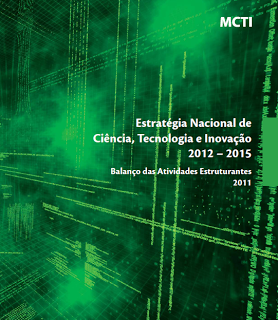 MCTI
Estratégia Nacional de
Ciência, Tecnologia e Inovação
2012 – 2015
Balanço das Atividades Estruturantes
2011